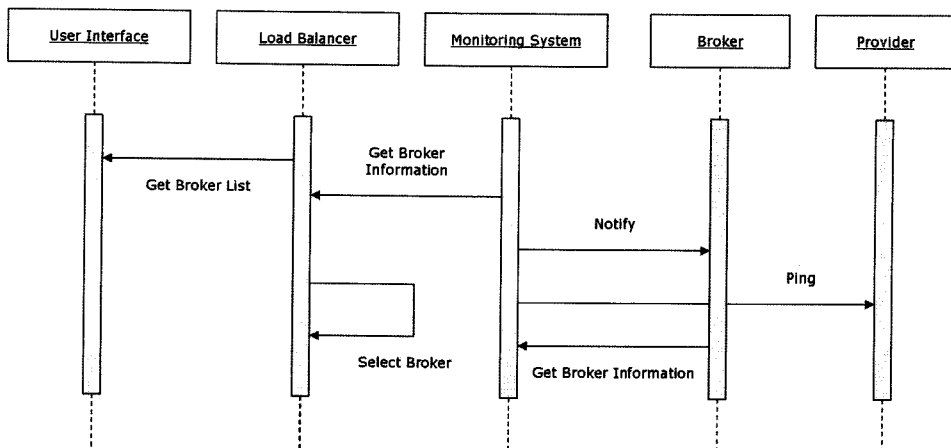 User Interface
Load Balancer
Monitoring System
Broker
Provider
Get Broker
Information
Get Broker List
Notify
Ping
Select Broker
Get Broker Information